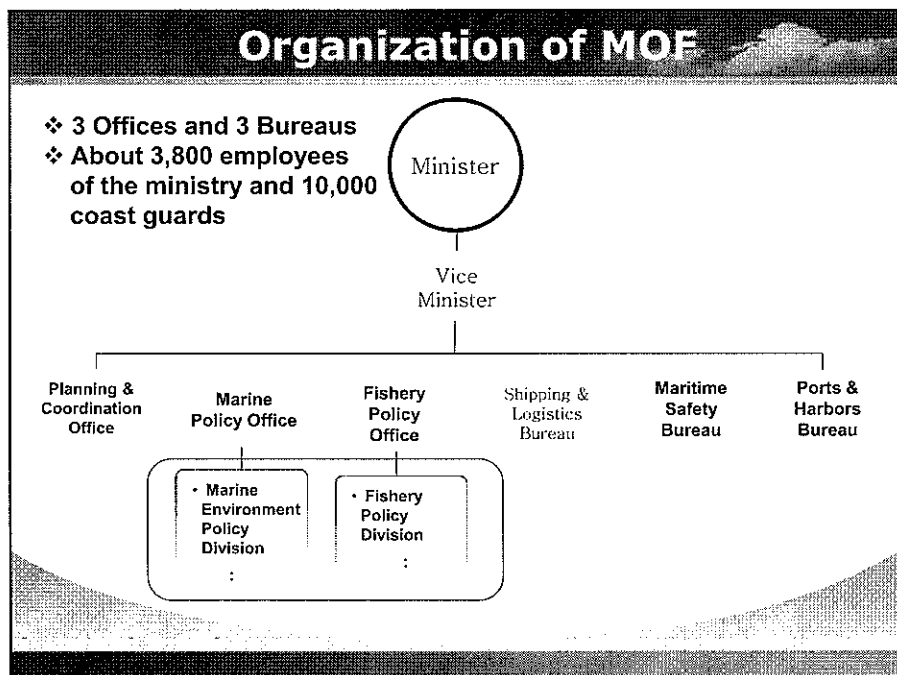 Organization of MOF
❖ 3 Offices and 3 Bureaus
❖ About 3,800 employees
of the ministry and 10,000
coast guards
Minister
Vice
Minister
Planning &
Coordination
Office
Marine
Policy Office
Fishery
Policy
Office
Shipping &
Logistics
Bureau
Maritime
Safety
Bureau
Ports &
Harbors
Bureau
• Marine
Environment
Policy
Division
:
• Fishery
Policy
Division
: